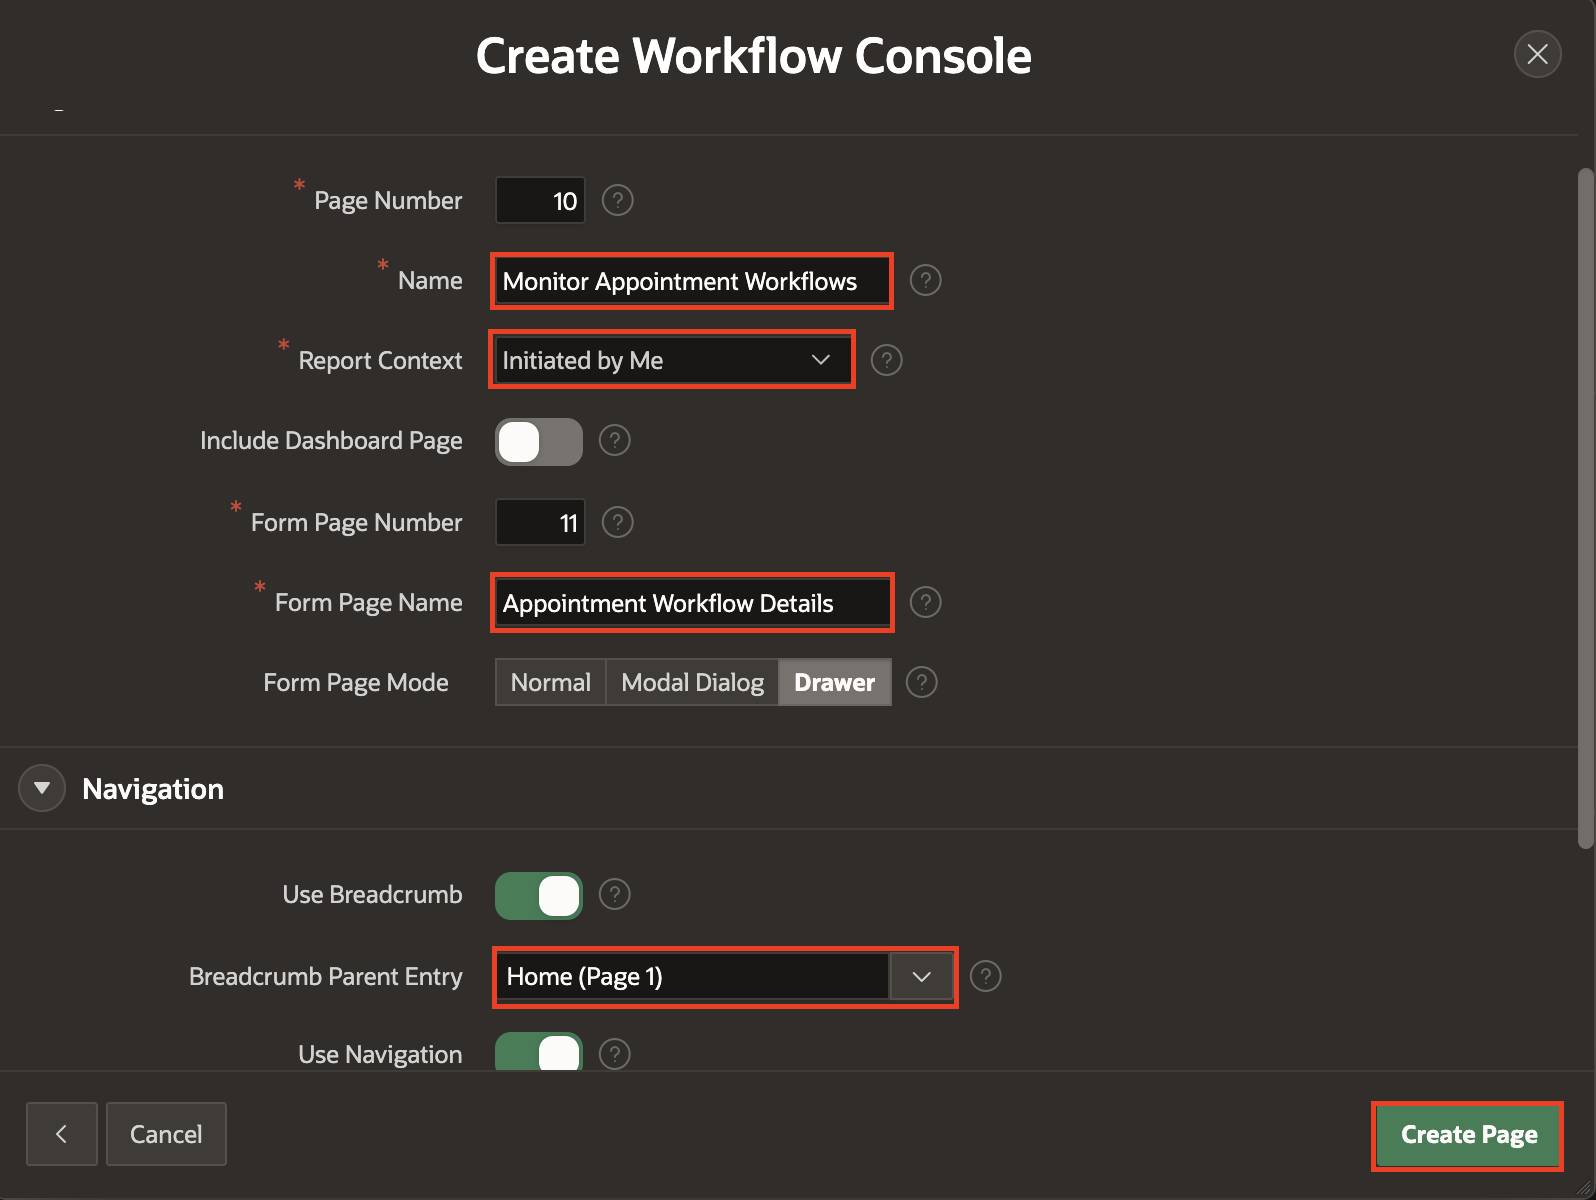 Create Workflow Console
* Page Number 10 ?
* Name Monitor Appointment Workflows ?
* Report Context Initiated by Me ?
Include Dashboard Page ?
* Form Page Number 11 ?
* Form Page Name Appointment Workflow Details ?
Form Page Mode Normal Modal Dialog Drawer ?
Navigation
Use Breadcrumb ?
Breadcrumb Parent Entry Home (Page 1) ?
Use Navigation ?
Cancel Create Page